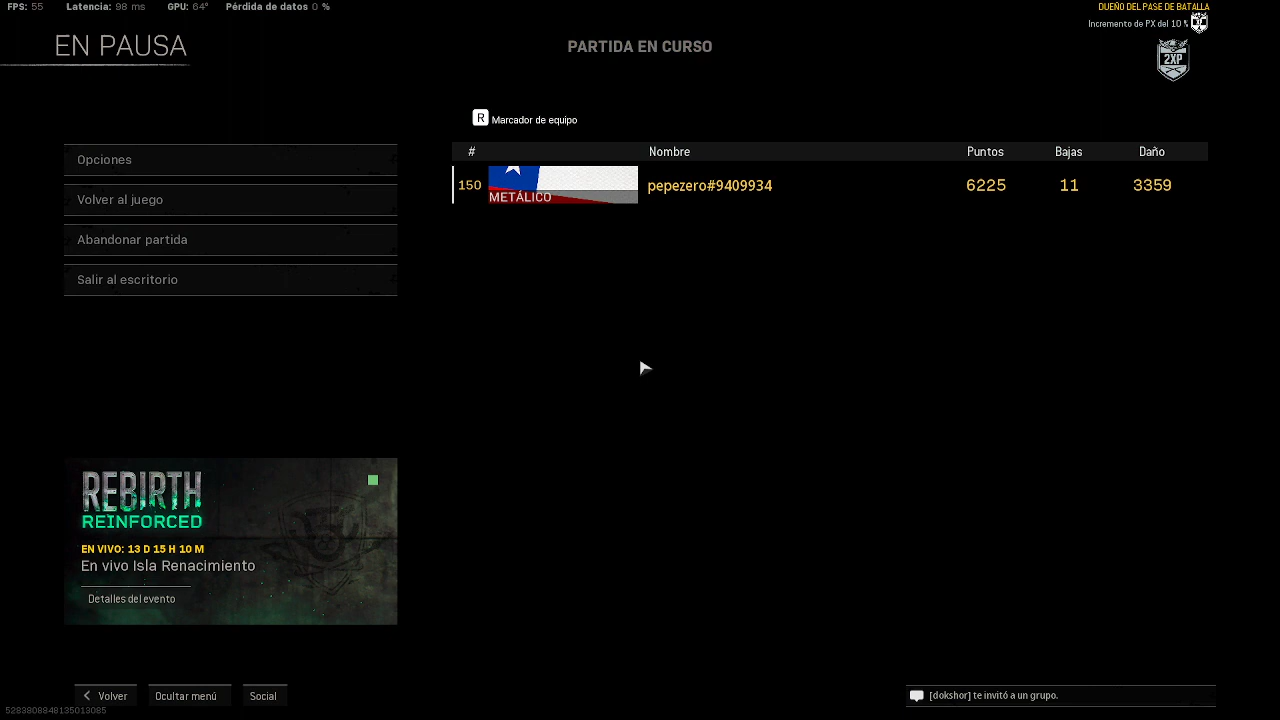 FPS: 55 Latencia: 98 ms GPU: 64° Pérdida de datos 0 %
DUEÑO DEL PASE DE BATALLA
Incremento de PX del 10 %
2XP
EN PAUSA
PARTIDA EN CURSO
R Marcador de equipo
# Nombre Puntos Bajas Daño
150 METÁLICO pepezero#9409934 6225 11 3359
Opciones
Volver al juego
Abandonar partida
Salir al escritorio
REBIRTH
REINFORCED
EN VIVO: 13 D 15 H 10 M
En vivo Isla Renacimiento
Detalles del evento
Volver Ocultar menú Social
[dokshor] te invitó a un grupo.
5283808848135013085